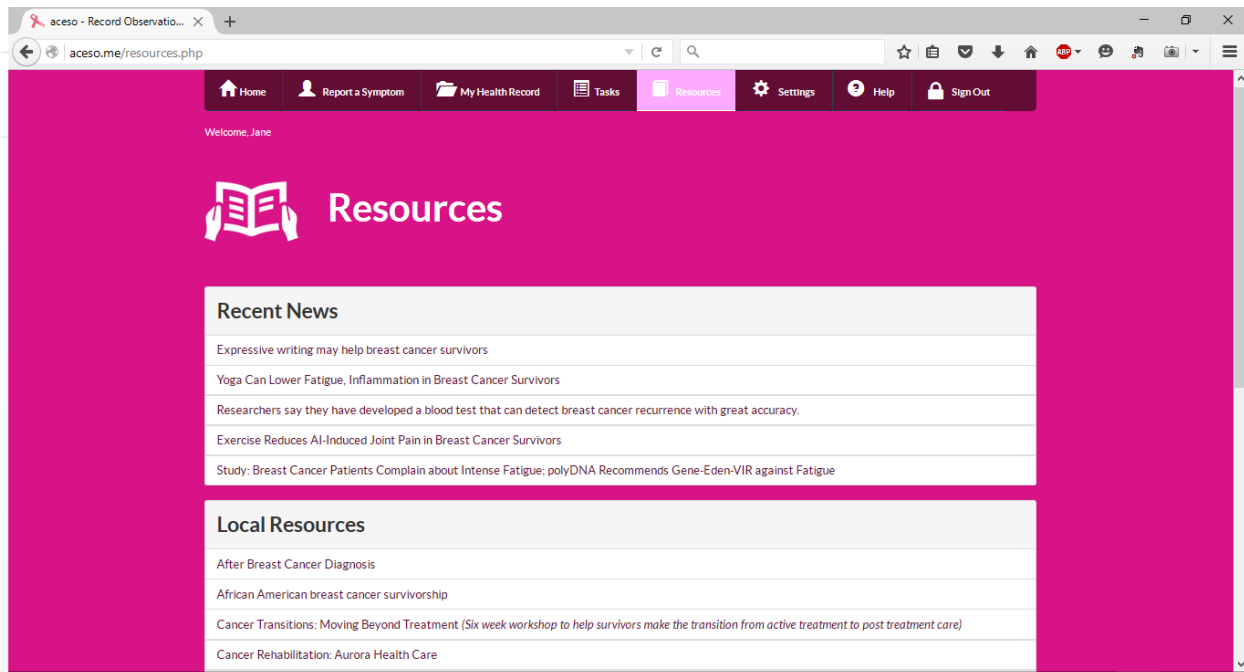 aceso - Record Observatio...
aceso.me/resources.php
ABP
Home Report a Symptom My Health Record Tasks Resources Settings Help Sign Out
Welcome, Jane
Resources
Recent News
Expressive writing may help breast cancer survivors
Yoga Can Lower Fatigue, Inflammation in Breast Cancer Survivors
Researchers say they have developed a blood test that can detect breast cancer recurrence with great accuracy.
Exercise Reduces AI-Induced Joint Pain in Breast Cancer Survivors
Study: Breast Cancer Patients Complain about Intense Fatigue; polyDNA Recommends Gene-Eden-VIR against Fatigue
Local Resources
After Breast Cancer Diagnosis
African American breast cancer survivorship
Cancer Transitions: Moving Beyond Treatment (Six week workshop to help survivors make the transition from active treatment to post treatment care)
Cancer Rehabilitation: Aurora Health Care